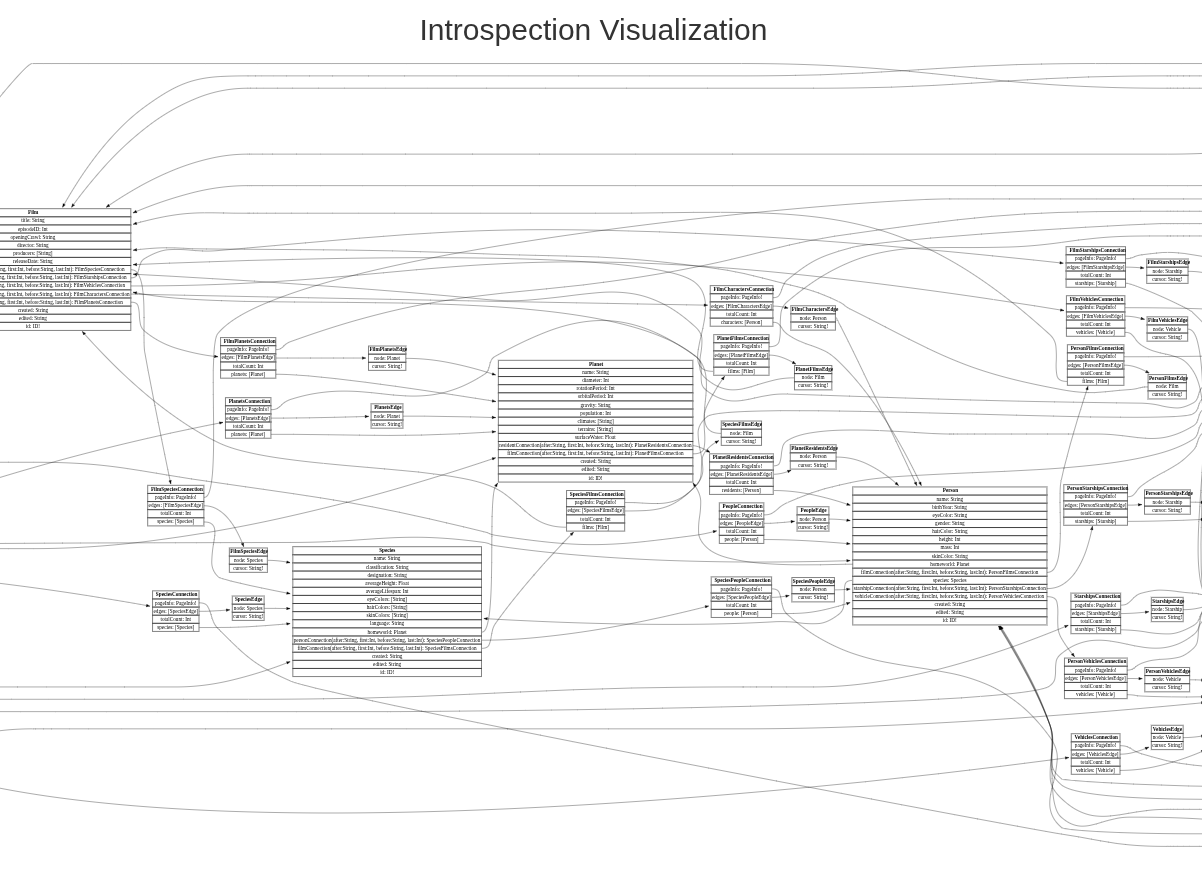 Introspection Visualization
Film
title: String
episodeID: Int
openingCrawl: String
director: String
producers: [String]
releaseDate: String
first:Int, before:String, last:Int): FilmSpeciesConnection
first:Int, before:String, last:Int): FilmStarshipsConnection
first:Int, before:String, last:Int): FilmVehiclesConnection
first:Int, before:String, last:Int): FilmCharactersConnection
first:Int, before:String, last:Int): FilmPlanetsConnection
created: String
edited: String
id: ID!
FilmPlanetsConnection
pageInfo: PageInfo!
edges: [FilmPlanetsEdge]
totalCount: Int
planets: [Planet]
FilmPlanetsEdge
node: Planet
cursor: String!
PlanetsConnection
pageInfo: PageInfo!
edges: [PlanetsEdge]
totalCount: Int
planets: [Planet]
PlanetsEdge
node: Planet
cursor: String!
FilmSpeciesConnection
pageInfo: PageInfo!
edges: [FilmSpeciesEdge]
totalCount: Int
species: [Species]
FilmSpeciesEdge
node: Species
cursor: String!
SpeciesConnection
pageInfo: PageInfo!
edges: [SpeciesEdge]
totalCount: Int
species: [Species]
SpeciesEdge
node: Species
cursor: String!
Species
name: String
classification: String
designation: String
averageHeight: Float
averageLifespan: Int
eyeColors: [String]
hairColors: [String]
skinColors: [String]
language: String
homeworld: Planet
personConnection(after:String, first:Int, before:String, last:Int): SpeciesPeopleConnection
filmConnection(after:String, first:Int, before:String, last:Int): SpeciesFilmsConnection
created: String
edited: String
id: ID!
Planet
name: String
diameter: Int
rotationPeriod: Int
orbitalPeriod: Int
gravity: String
population: Int
climates: [String]
terrains: [String]
surfaceWater: Float
residentConnection(after:String, first:Int, before:String, last:Int): PlanetResidentsConnection
filmConnection(after:String, first:Int, before:String, last:Int): PlanetFilmsConnection
created: String
edited: String
id: ID!
SpeciesFilmsConnection
pageInfo: PageInfo!
edges: [SpeciesFilmsEdge]
totalCount: Int
films: [Film]
FilmCharactersConnection
pageInfo: PageInfo!
edges: [FilmCharactersEdge]
totalCount: Int
characters: [Person]
FilmCharactersEdge
node: Person
cursor: String!
PlanetFilmsConnection
pageInfo: PageInfo!
edges: [PlanetFilmsEdge]
totalCount: Int
films: [Film]
PlanetFilmsEdge
node: Film
cursor: String!
SpeciesFilmsEdge
node: Film
cursor: String!
PlanetResidentsConnection
pageInfo: PageInfo!
edges: [PlanetResidentsEdge]
totalCount: Int
residents: [Person]
PlanetResidentsEdge
node: Person
cursor: String!
PeopleConnection
pageInfo: PageInfo!
edges: [PeopleEdge]
totalCount: Int
people: [Person]
PeopleEdge
node: Person
cursor: String!
SpeciesPeopleConnection
pageInfo: PageInfo!
edges: [SpeciesPeopleEdge]
totalCount: Int
people: [Person]
SpeciesPeopleEdge
node: Person
cursor: String!
Person
name: String
birthYear: String
eyeColor: String
gender: String
hairColor: String
height: Int
mass: Int
skinColor: String
homeworld: Planet
filmConnection(after:String, first:Int, before:String, last:Int): PersonFilmsConnection
species: Species
starshipConnection(after:String, first:Int, before:String, last:Int): PersonStarshipsConnection
vehicleConnection(after:String, first:Int, before:String, last:Int): PersonVehiclesConnection
created: String
edited: String
id: ID!
FilmStarshipsConnection
pageInfo: PageInfo!
edges: [FilmStarshipsEdge]
totalCount: Int
starships: [Starship]
FilmStarshipsEdge
node: Starship
cursor: String!
FilmVehiclesConnection
pageInfo: PageInfo!
edges: [FilmVehiclesEdge]
totalCount: Int
vehicles: [Vehicle]
FilmVehiclesEdge
node: Vehicle
cursor: String!
PersonFilmsConnection
pageInfo: PageInfo!
edges: [PersonFilmsEdge]
totalCount: Int
films: [Film]
PersonFilmsEdge
node: Film
cursor: String!
PersonStarshipsConnection
pageInfo: PageInfo!
edges: [PersonStarshipsEdge]
totalCount: Int
starships: [Starship]
PersonStarshipsEdge
node: Starship
cursor: String!
StarshipsConnection
pageInfo: PageInfo!
edges: [StarshipsEdge]
totalCount: Int
starships: [Starship]
StarshipsEdge
node: Starship
cursor: String!
PersonVehiclesConnection
pageInfo: PageInfo!
edges: [PersonVehiclesEdge]
totalCount: Int
vehicles: [Vehicle]
PersonVehiclesEdge
node: Vehicle
cursor: String!
VehiclesConnection
pageInfo: PageInfo!
edges: [VehiclesEdge]
totalCount: Int
vehicles: [Vehicle]
VehiclesEdge
node: Vehicle
cursor: String!